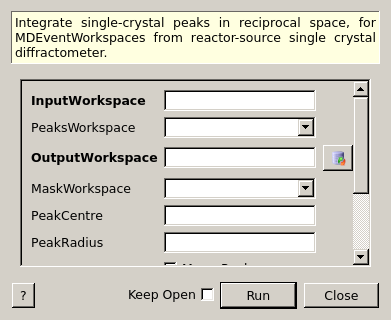 Integrate single-crystal peaks in reciprocal space, for
MDEventWorkspaces from reactor-source single crystal
diffractometer.
InputWorkspace
PeaksWorkspace
OutputWorkspace
MaskWorkspace
PeakCentre
PeakRadius
? Keep Open Run Close